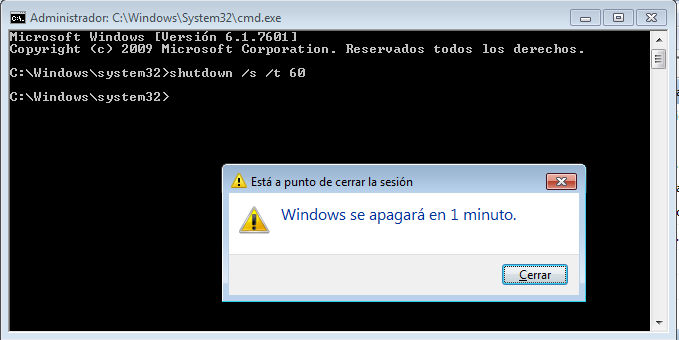 Administrador: C:\Windows\System32\cmd.exe
Microsoft Windows [Versión 6.1.7601]
Copyright (c) 2009 Microsoft Corporation. Reservados todos los derechos.
C:\Windows\system32>shutdown /s /t 60
C:\Windows\system32>
Está a punto de cerrar la sesión
Windows se apagará en 1 minuto.
Cerrar